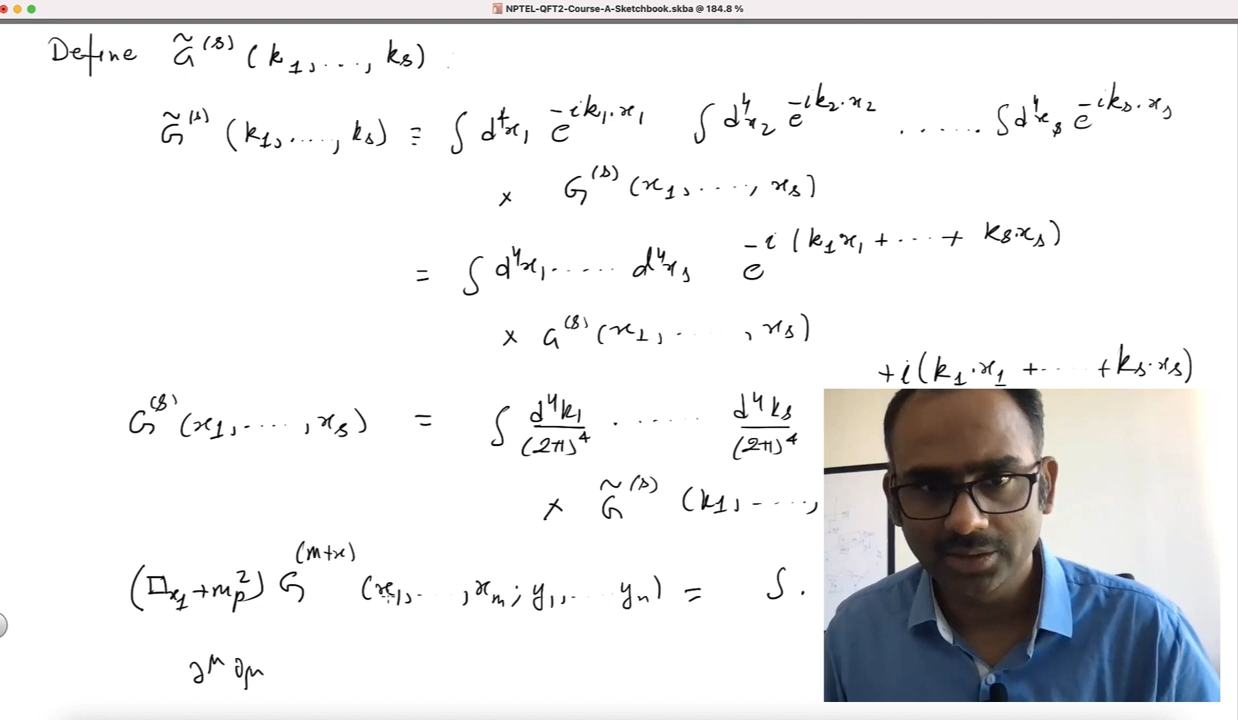 NPTEL-QFT2-Course-A-Sketchbook.skba @ 184.8 %
Define G̃^(s) (k_1, ..., k_s)
G̃^(s) (k_1, ..., k_s) ≡ ∫ d^4x_1 e^{-ik_1·x_1} ∫ d^4x_2 e^{-ik_2·x_2} ...... ∫ d^4x_s e^{-ik_s·x_s}
× G^(s) (x_1, ..., x_s)
= ∫ d^4x_1 ..... d^4x_s e^{-i(k_1x_1 + ... + k_s·x_s)}
× G^(s) (x_1, ..., x_s)
+i(k_1·x_1 + ... + k_s·x_s)
G^(s) (x_1, ..., x_s) = ∫ d^4k_1/(2π)^4 ..... d^4k_s/(2π)^4
× G̃^(s) (k_1, ...,
(□_{x_1} + m_p^2) G^{(m+n)} (x_1, ..., x_m; y_1, ... y_n) = ∫ .
∂^μ ∂_μ